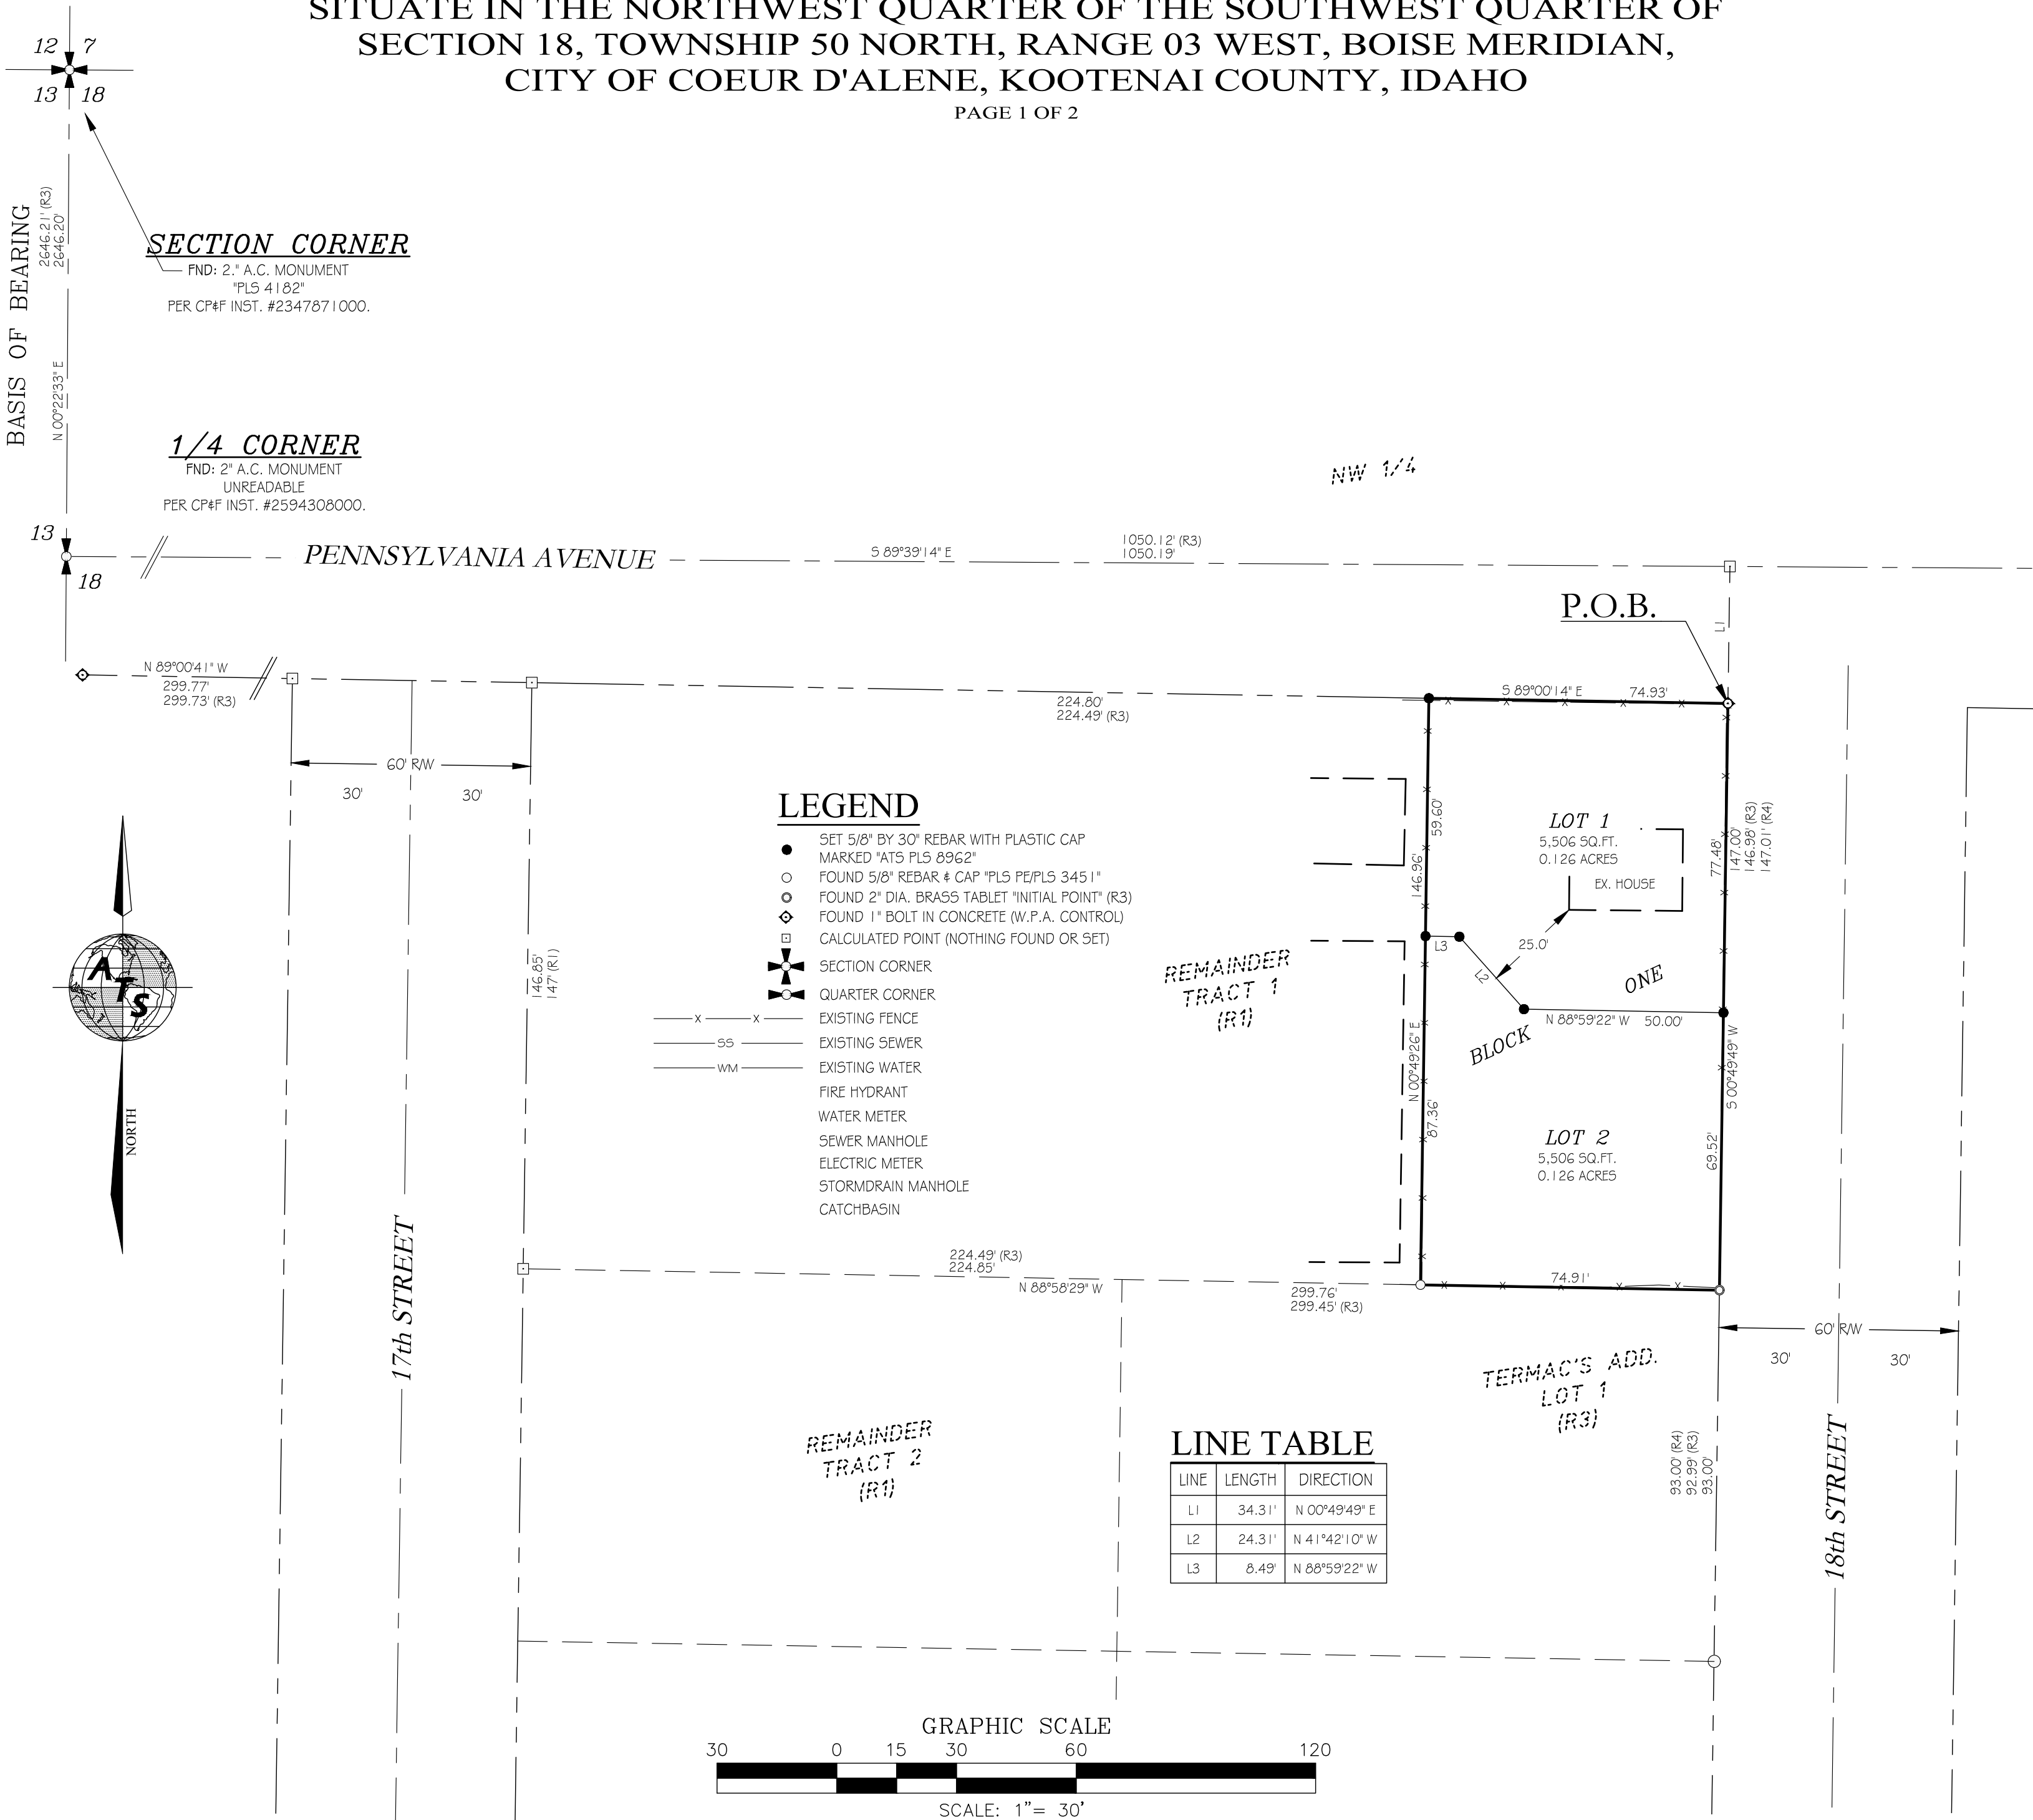 SITUATE IN THE NORTHWEST QUARTER OF THE SOUTHWEST QUARTER OF
SECTION 18, TOWNSHIP 50 NORTH, RANGE 03 WEST, BOISE MERIDIAN,
CITY OF COEUR D'ALENE, KOOTENAI COUNTY, IDAHO
PAGE 1 OF 2
12 7
13 18
BASIS OF BEARING
2646.21' (R3)
2646.20'
N 00°22'33" E
SECTION CORNER
FND: 2." A.C. MONUMENT
"PLS 4182"
PER CP&F INST. #2347871000.
1/4 CORNER
FND: 2" A.C. MONUMENT
UNREADABLE
PER CP&F INST. #2594308000.
NW 1/4
13
18
PENNSYLVANIA AVENUE
S 89°39'14" E
1050.12' (R3)
1050.19'
P.O.B.
L1
N 89°00'41" W
299.77'
299.73' (R3)
224.80'
224.49' (R3)
S 89°00'14" E
74.93'
60' R/W
30'
30'
LEGEND
SET 5/8" BY 30" REBAR WITH PLASTIC CAP
MARKED "ATS PLS 8962"
FOUND 5/8" REBAR & CAP "PLS PE/PLS 3451"
FOUND 2" DIA. BRASS TABLET "INITIAL POINT" (R3)
FOUND 1" BOLT IN CONCRETE (W.P.A. CONTROL)
CALCULATED POINT (NOTHING FOUND OR SET)
SECTION CORNER
QUARTER CORNER
X X EXISTING FENCE
SS EXISTING SEWER
WM EXISTING WATER
FIRE HYDRANT
WATER METER
SEWER MANHOLE
ELECTRIC METER
STORMDRAIN MANHOLE
CATCHBASIN
146.85'
147' (R1)
ATS
NORTH
17th STREET
REMAINDER
TRACT 1
(R1)
59.60'
146.96'
N 00°49'26" E
87.36'
LOT 1
5,506 SQ.FT.
0.126 ACRES
EX. HOUSE
77.48'
147.00'
146.98' (R3)
147.01' (R4)
L3
L2
25.0'
BLOCK
ONE
N 88°59'22" W
50.00'
S 00°49'49" W
69.52'
LOT 2
5,506 SQ.FT.
0.126 ACRES
224.49' (R3)
224.85'
N 88°58'29" W
299.76'
299.45' (R3)
74.91'
60' R/W
30'
30'
TERMAC'S ADD.
LOT 1
(R3)
REMAINDER
TRACT 2
(R1)
93.00' (R4)
92.99' (R3)
93.00'
18th STREET
LINE TABLE
LINE LENGTH DIRECTION
L1 34.31' N 00°49'49" E
L2 24.31' N 41°42'10" W
L3 8.49' N 88°59'22" W
GRAPHIC SCALE
30 0 15 30 60 120
SCALE: 1"= 30'